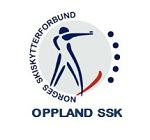 NORGES SKISKYTTERFORBUND
OPPLAND SSK